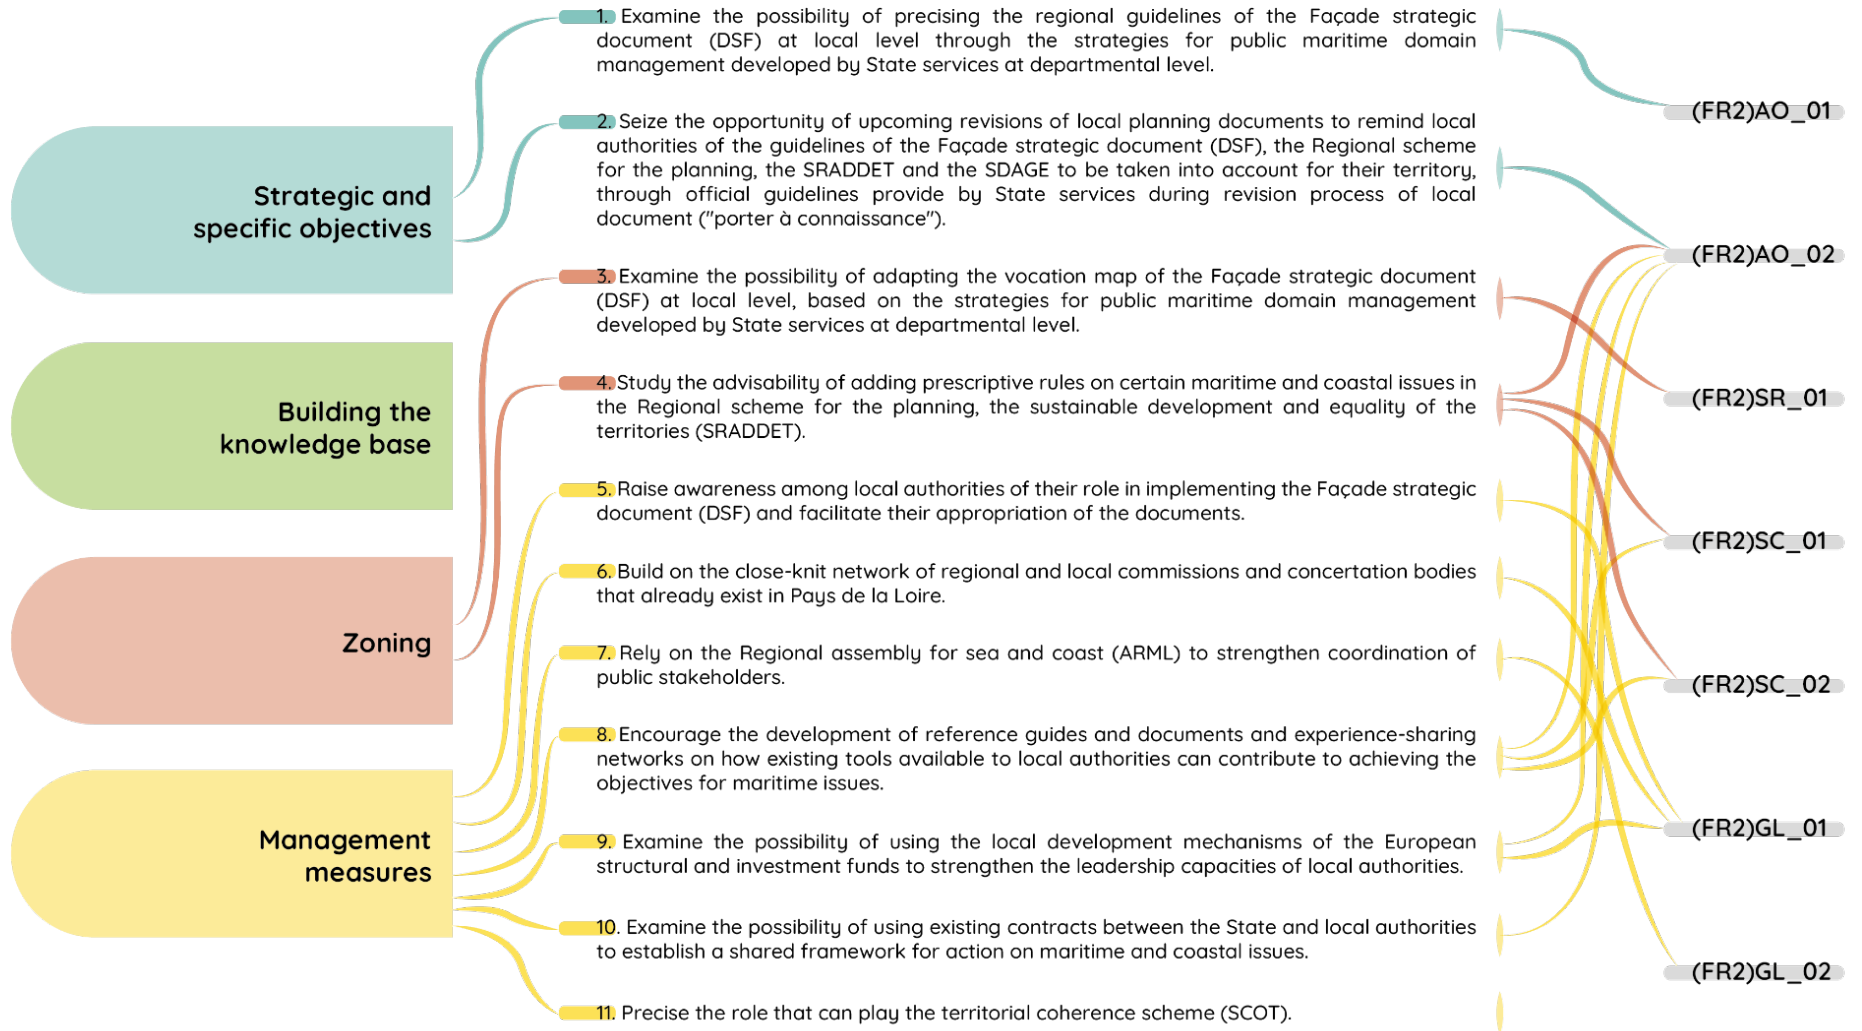 Strategic and
specific objectives
Building the
knowledge base
Zoning
Management
measures
1. Examine the possibility of precising the regional guidelines of the Façade strategic
document (DSF) at local level through the strategies for public maritime domain
management developed by State services at departmental level.
2. Seize the opportunity of upcoming revisions of local planning documents to remind local
authorities of the guidelines of the Façade strategic document (DSF), the Regional scheme
for the planning, the SRADDET and the SDAGE to be taken into account for their territory,
through official guidelines provide by State services during revision process of local
document ("porter à connaissance").
3. Examine the possibility of adapting the vocation map of the Façade strategic document
(DSF) at local level, based on the strategies for public maritime domain management
developed by State services at departmental level.
4. Study the advisability of adding prescriptive rules on certain maritime and coastal issues in
the Regional scheme for the planning, the sustainable development and equality of the
territories (SRADDET).
5. Raise awareness among local authorities of their role in implementing the Façade strategic
document (DSF) and facilitate their appropriation of the documents.
6. Build on the close-knit network of regional and local commissions and concertation bodies
that already exist in Pays de la Loire.
7. Rely on the Regional assembly for sea and coast (ARML) to strengthen coordination of
public stakeholders.
8. Encourage the development of reference guides and documents and experience-sharing
networks on how existing tools available to local authorities can contribute to achieving the
objectives for maritime issues.
9. Examine the possibility of using the local development mechanisms of the European
structural and investment funds to strengthen the leadership capacities of local authorities.
10. Examine the possibility of using existing contracts between the State and local authorities
to establish a shared framework for action on maritime and coastal issues.
11. Precise the role that can play the territorial coherence scheme (SCOT).
(FR2)AO_01
(FR2)AO_02
(FR2)SR_01
(FR2)SC_01
(FR2)SC_02
(FR2)GL_01
(FR2)GL_02